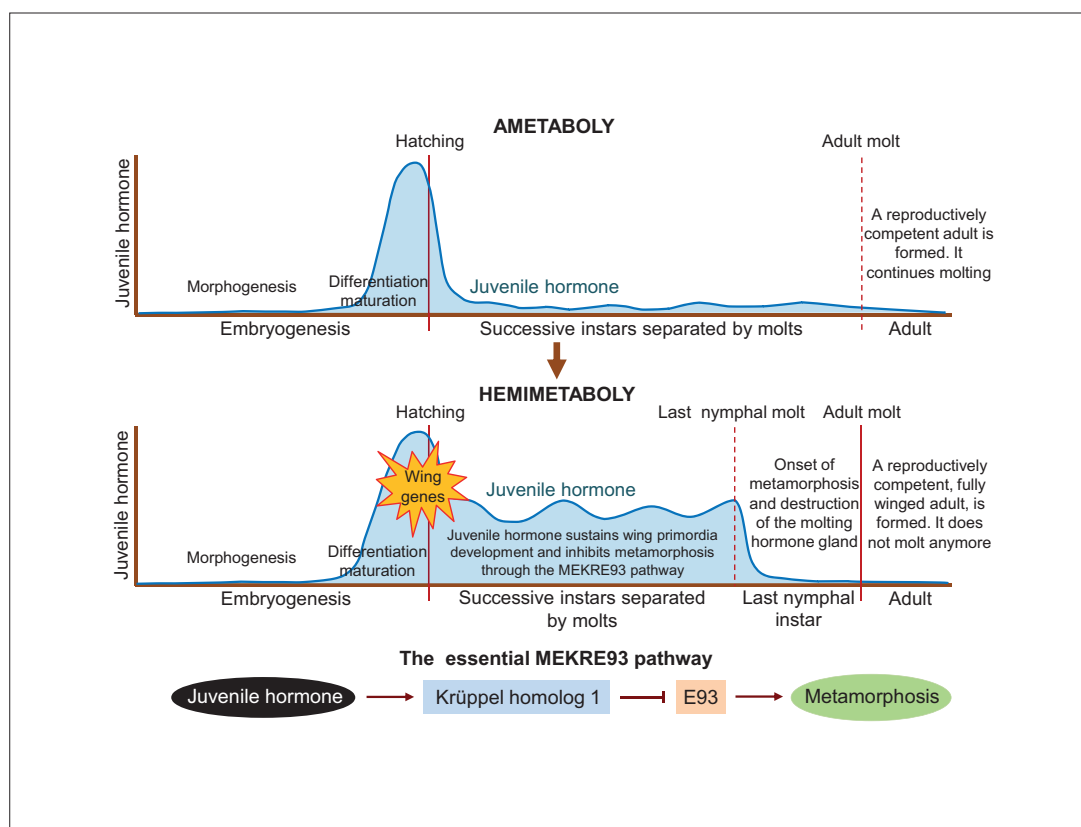 AMETABOLY
Hatching
Adult molt
Juvenile hormone
A reproductively
competent adult is
formed. It
continues molting
Morphogenesis
Differentiation
maturation
Juvenile hormone
Embryogenesis
Successive instars separated by molts
Adult
HEMIMETABOLY
Hatching
Last nymphal molt
Adult molt
Juvenile hormone
Wing
genes
Juvenile hormone
Onset of
metamorphosis
and destruction
of the molting
hormone gland
A reproductively
competent, fully
winged adult, is
formed. It does
not molt anymore
Morphogenesis
Differentiation
maturation
Juvenile hormone sustains wing primordia
development and inhibits metamorphosis
through the MEKRE93 pathway
Embryogenesis
Successive instars separated
by molts
Last nymphal
instar
Adult
The essential MEKRE93 pathway
Juvenile hormone
Krüppel homolog 1
E93
Metamorphosis